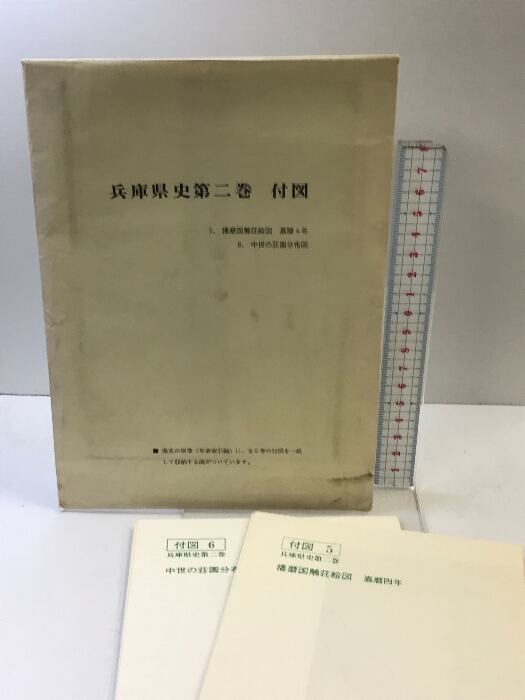 兵庫県史第二巻 付図
5. 播磨国鵤荘絵図 嘉暦4年
6. 中世の荘園分布図
■ 県史の別巻（年表索引編）に、全5巻の付図を一括
して収納する函がついています。
付図 6
兵庫県史第二巻
中世の荘園分布
付図 5
兵庫県史第二巻
播磨国鵤荘絵図 嘉暦四年